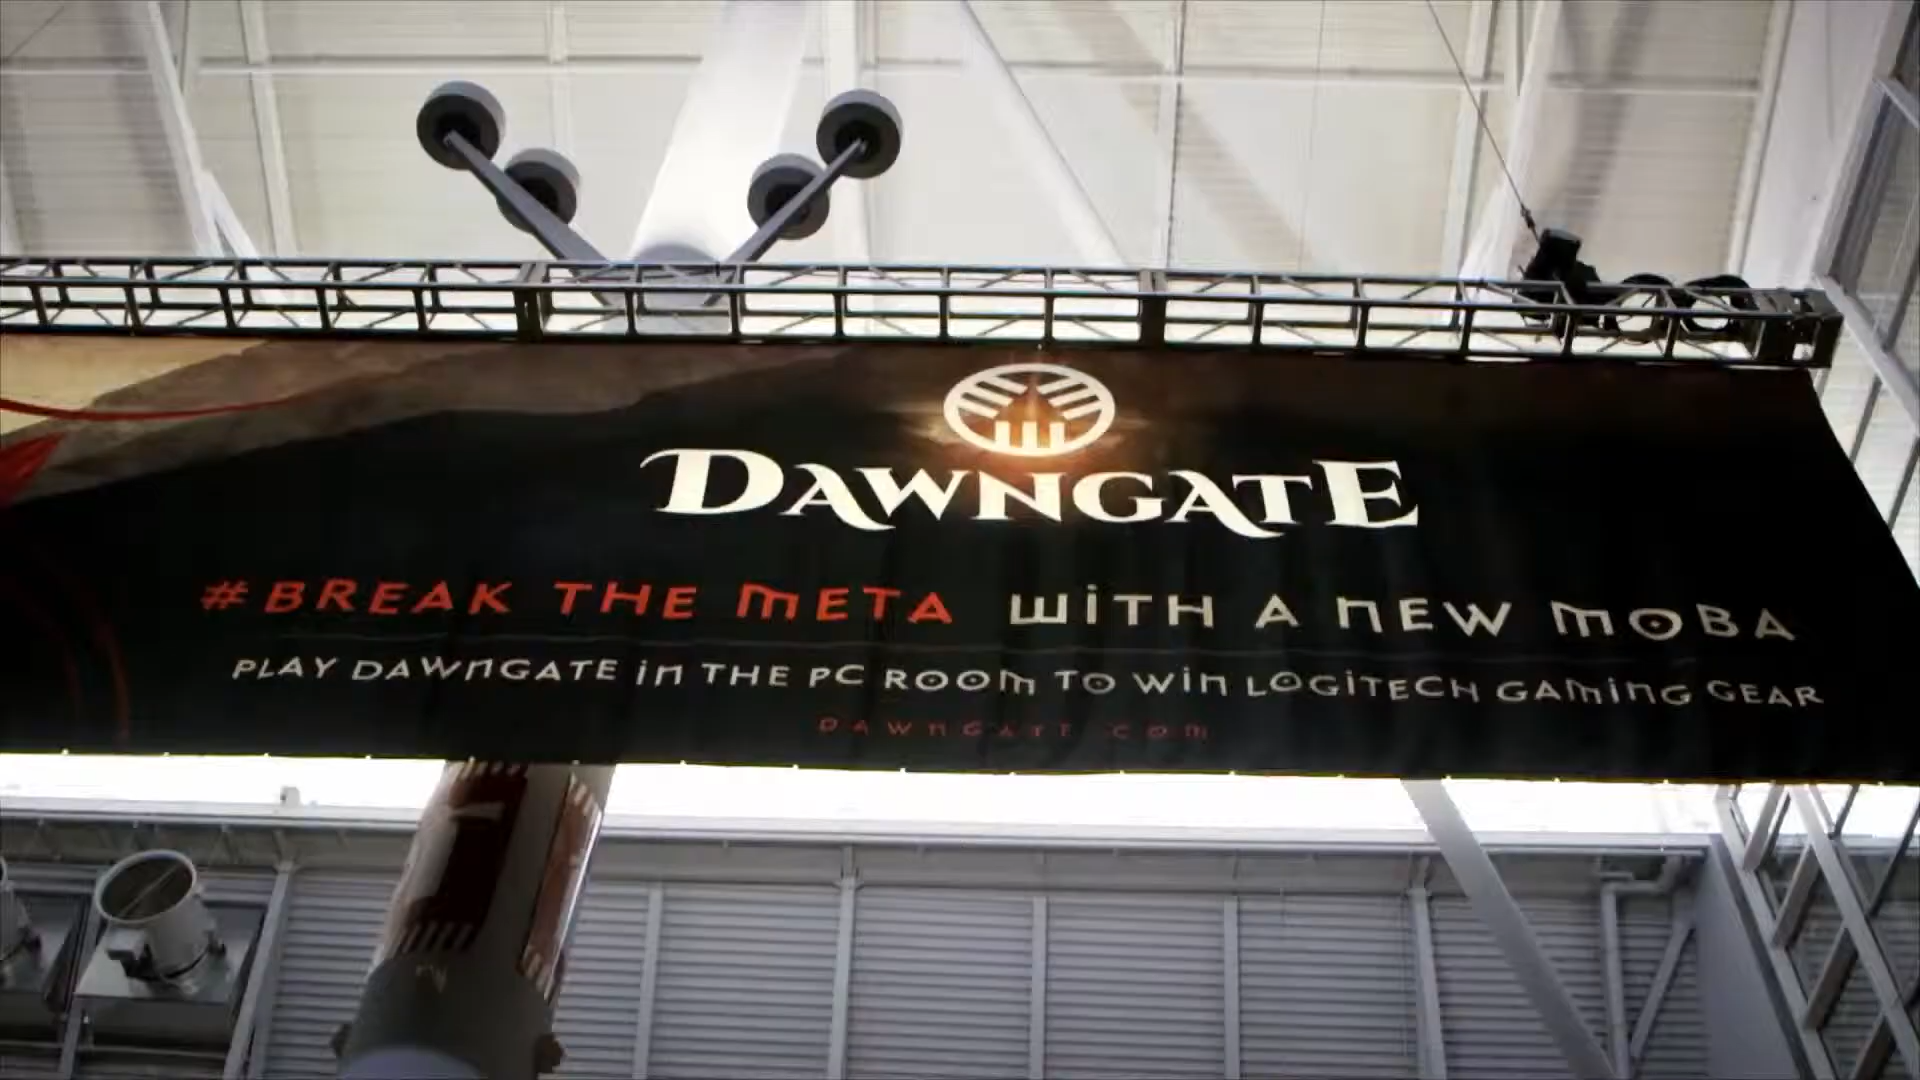 DAWNGATE
#BREAK THE META WITH A NEW MOBA
PLAY DAWNGATE IN THE PC ROOM TO WIN LOGITECH GAMING GEAR
DAWNGATE.COM